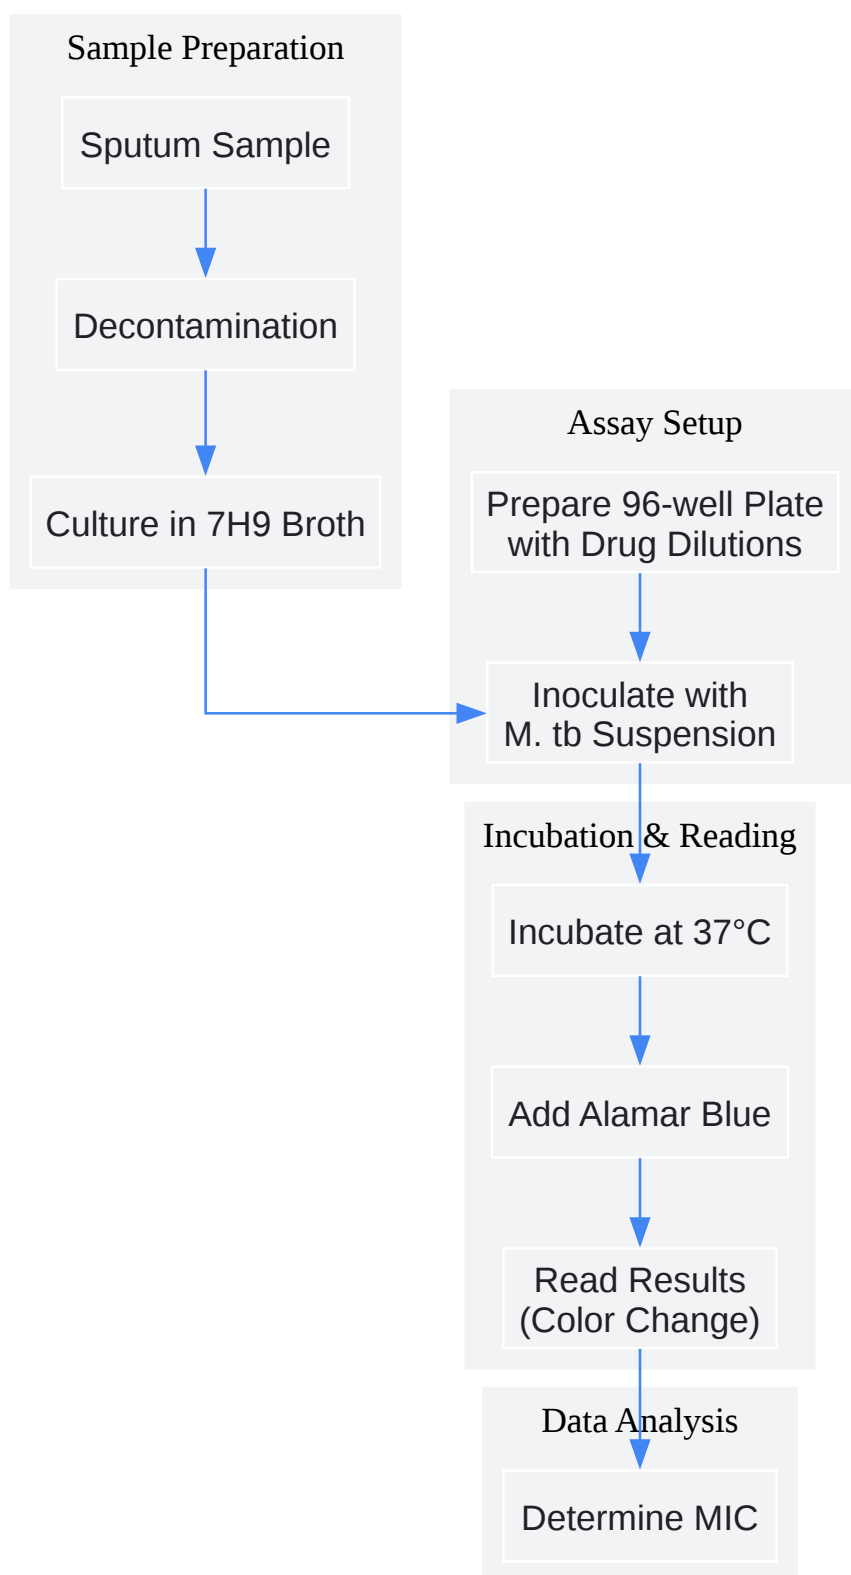 Sample Preparation
Sputum Sample
Decontamination
Culture in 7H9 Broth
Assay Setup
Prepare 96-well Plate
with Drug Dilutions
Inoculate with
M. tb Suspension
Incubation & Reading
Incubate at 37°C
Add Alamar Blue
Read Results
(Color Change)
Data Analysis
Determine MIC